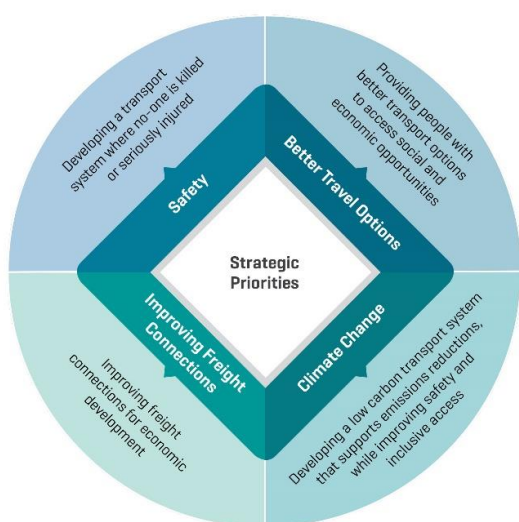 Developing a transport
system where no-one is killed
or seriously injured
Safety
Providing people with
better transport options
to access social and
economic opportunities
Better Travel Options
Strategic
Priorities
Improving Freight
Connections
Improving freight
connections for economic
development
Climate Change
Developing a low carbon transport system
that supports emissions reductions,
while improving safety and
inclusive access